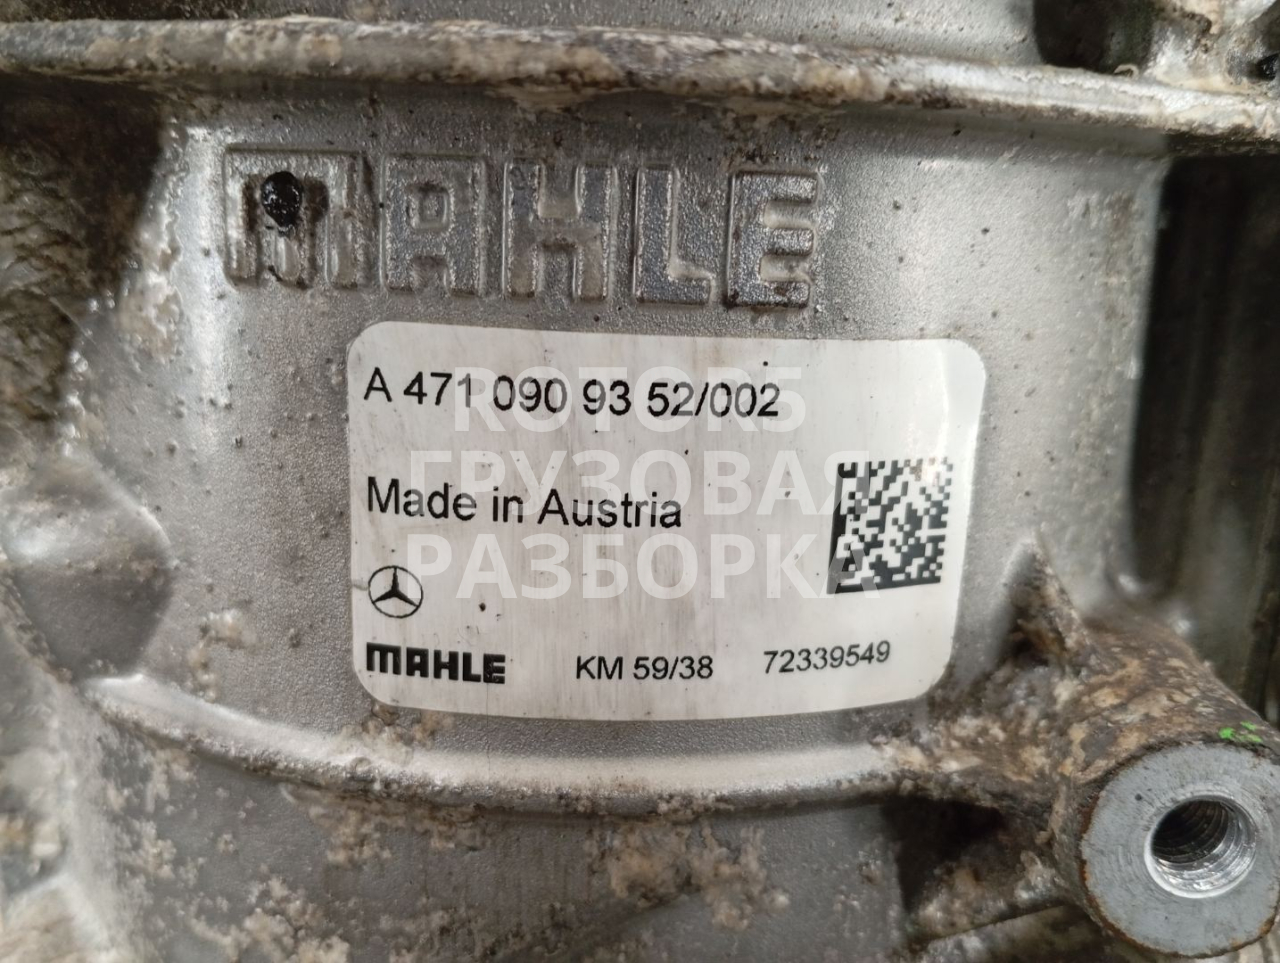 MAHLE
A 471 090 93 52/002
ROTOR5
ГРУЗОВАЯ
РАЗБОРКА
Made in Austria
MAHLE KM 59/38 72339549